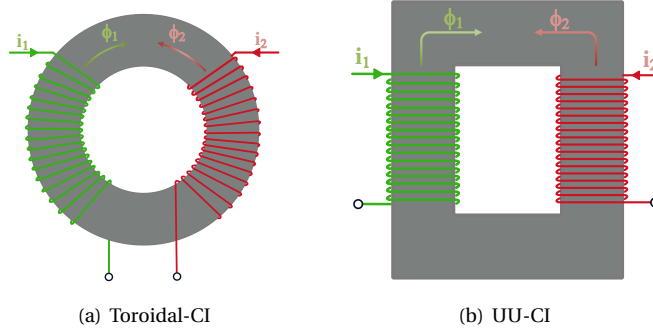 i₁ ϕ₁ ϕ₂ i₂
i₁ ϕ₁ ϕ₂ i₂
(a) Toroidal-CI
(b) UU-CI